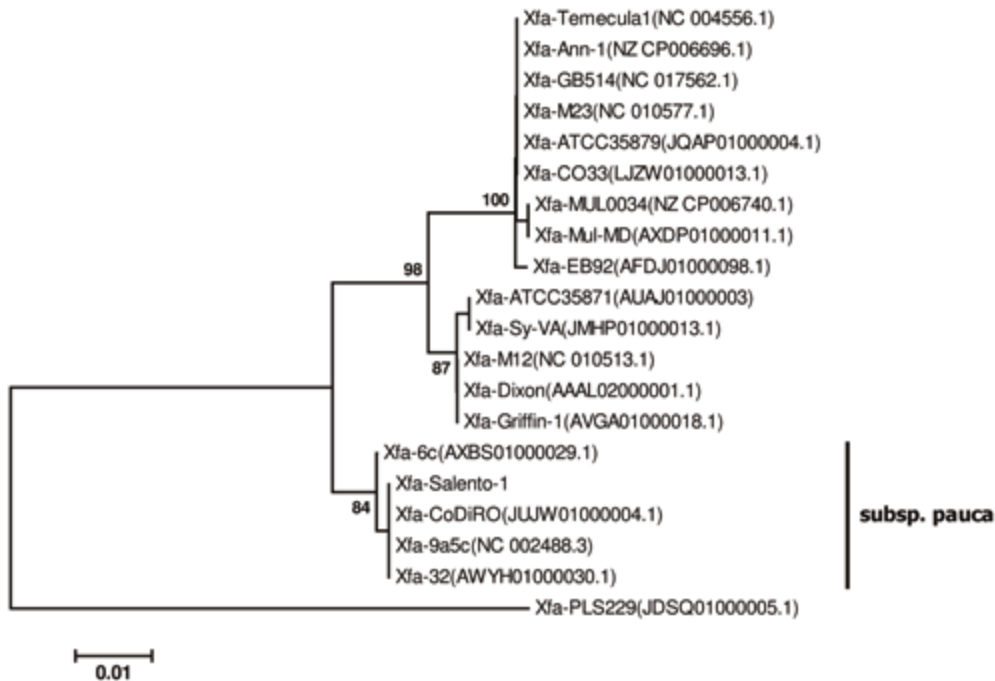 Xfa-Temecula1(NC 004556.1)
Xfa-Ann-1(NZ CP006696.1)
Xfa-GB514(NC 017562.1)
Xfa-M23(NC 010577.1)
Xfa-ATCC35879(JQAP01000004.1)
Xfa-CO33(LJZW01000013.1)
100
Xfa-MUL0034(NZ CP006740.1)
Xfa-Mul-MD(AXDP01000011.1)
Xfa-EB92(AFDJ01000098.1)
98
Xfa-ATCC35871(AUAJ01000003)
Xfa-Sy-VA(JMHP01000013.1)
Xfa-M12(NC 010513.1)
87
Xfa-Dixon(AAAL02000001.1)
Xfa-Griffin-1(AVGA01000018.1)
Xfa-6c(AXBS01000029.1)
Xfa-Salento-1
84
Xfa-CoDiRO(JUJW01000004.1)
subsp. pauca
Xfa-9a5c(NC 002488.3)
Xfa-32(AWYH01000030.1)
Xfa-PLS229(JDSQ01000005.1)
0.01